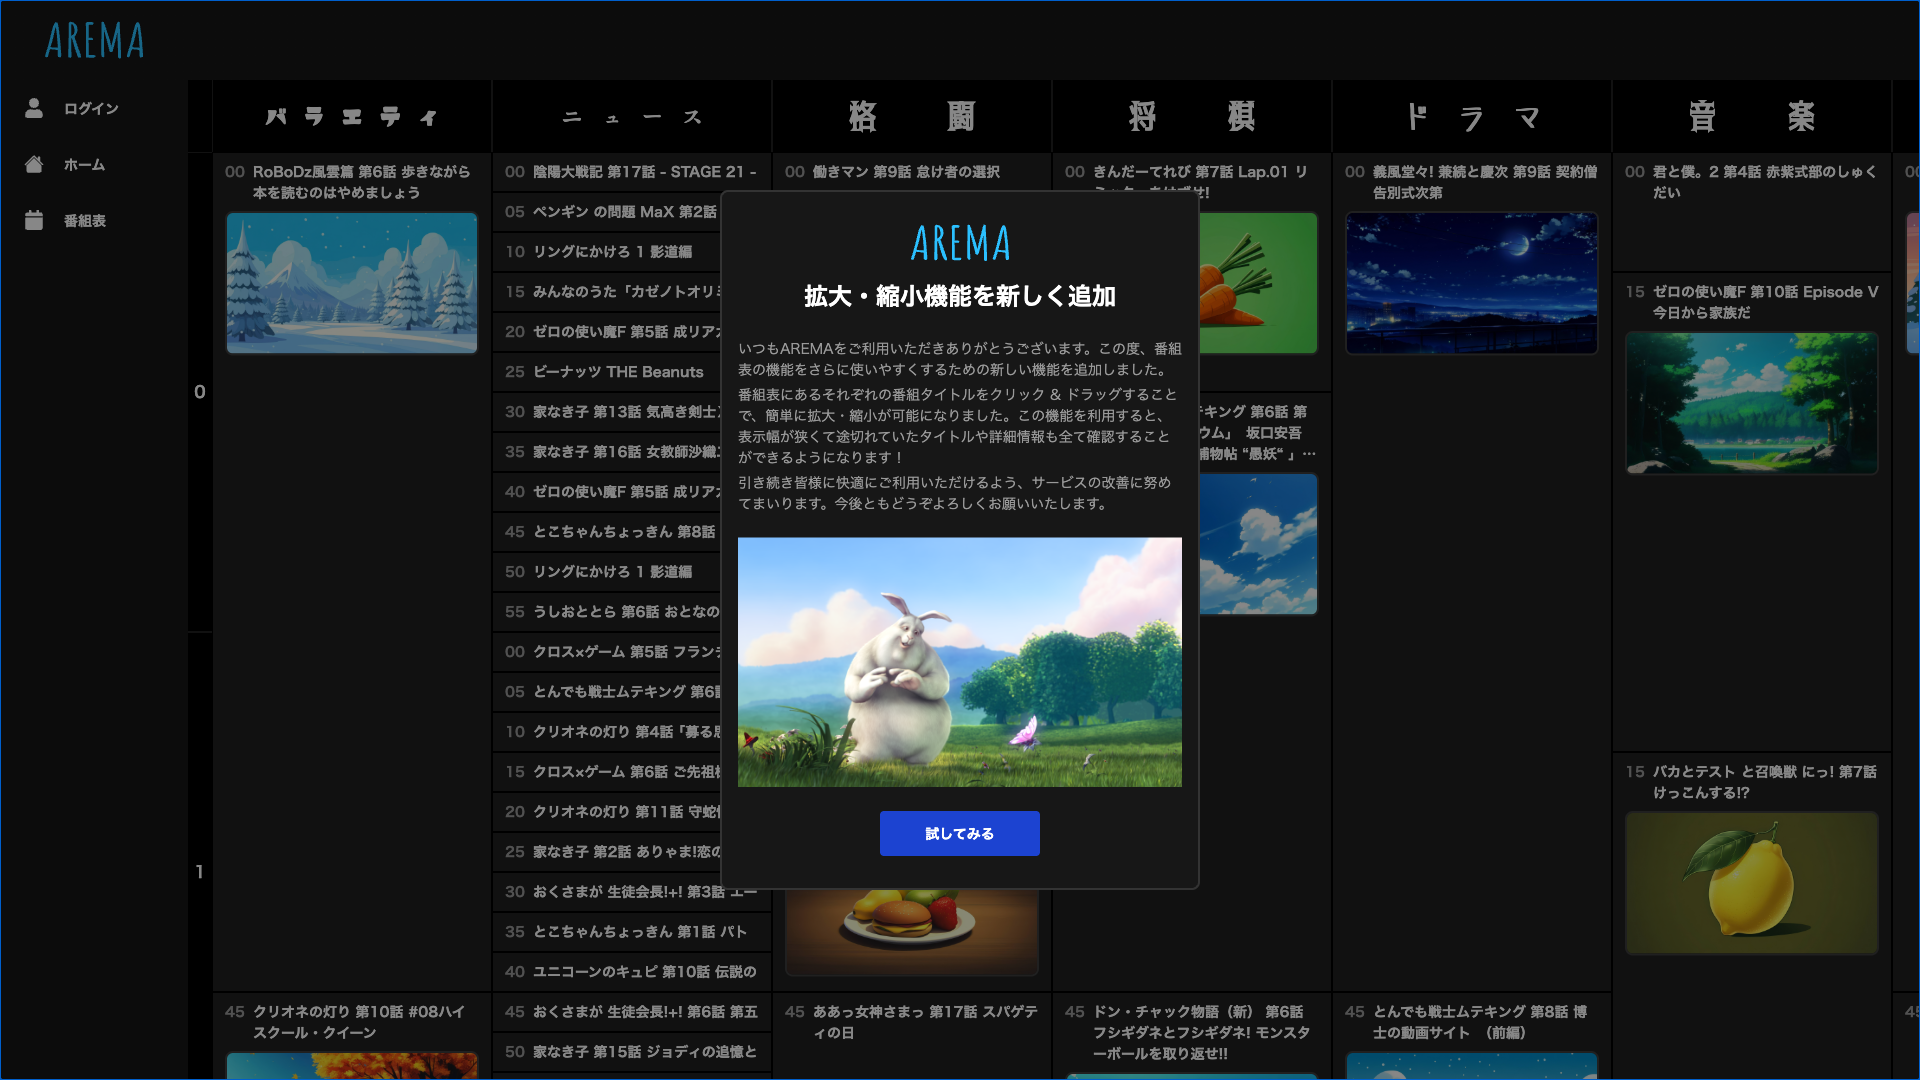 AREMA
ログイン
ホーム
番組表
バラエティ
ニュース
格闘
将棋
ドラマ
音楽
0
1
00 RoBoDz風雲篇 第6話 歩きながら
本を読むのはやめましょう
45 クリオネの灯り 第10話 #08ハイ
スクール・クイーン
00 陰陽大戦記 第17話 - STAGE 21 -
05 ペンギン の問題 MaX 第2話
10 リングにかけろ 1 影道編
15 みんなのうた「カゼノトオリ
20 ゼロの使い魔F 第5話 成リア
25 ビーナッツ THE Beanuts
30 家なき子 第13話 気高き剣士
35 家なき子 第16話 女教師沙織
40 ゼロの使い魔F 第5話 成リア
45 とこちゃんちょっきん 第8話
50 リングにかけろ 1 影道編
55 うしおととら 第6話 おとなの
00 クロス×ゲーム 第5話 フラン
05 とんでも戦士ムテキング 第6話
10 クリオネの灯り 第4話「募る
15 クロス×ゲーム 第6話 ご先祖
20 クリオネの灯り 第11話 守蛇
25 家なき子 第2話 ありゃま!恋の
30 おくさまが 生徒会長!+! 第3話 エー
35 とこちゃんちょっきん 第1話 パト
40 ユニコーンのキュピ 第10話 伝説の
45 おくさまが 生徒会長!+! 第6話 第五
50 家なき子 第15話 ジョディの追憶と
00 働きマン 第9話 怠け者の選択
45 ああっ女神さまっ 第17話 スパゲテ
ィの日
00 きんだーてれび 第7話 Lap.01 リ
キング 第6話 第
ウム」 坂口安吾
捕物帖 “愚妖“ 」…
45 ドン・チャック物語（新） 第6話
フシギダネとフシギダネ! モンスタ
ーボールを取り返せ!!
00 義風堂々! 兼続と慶次 第9話 契約僧
告別式次第
45 とんでも戦士ムテキング 第8話 博
士の動画サイト （前編）
00 君と僕。2 第4話 赤紫式部のしゅく
だい
15 ゼロの使い魔F 第10話 Episode V
今日から家族だ
15 バカとテスト と召喚獣 にっ! 第7話
けっこんする!?
AREMA
拡大・縮小機能を新しく追加
いつもAREMAをご利用いただきありがとうございます。この度、番組
表の機能をさらに使いやすくするための新しい機能を追加しました。
番組表にあるそれぞれの番組タイトルをクリック & ドラッグすること
で、簡単に拡大・縮小が可能になりました。この機能を利用すると、
表示幅が狭くて途切れていたタイトルや詳細情報も全て確認すること
ができるようになります！
引き続き皆様に快適にご利用いただけるよう、サービスの改善に努め
てまいります。今後ともどうぞよろしくお願いいたします。
試してみる